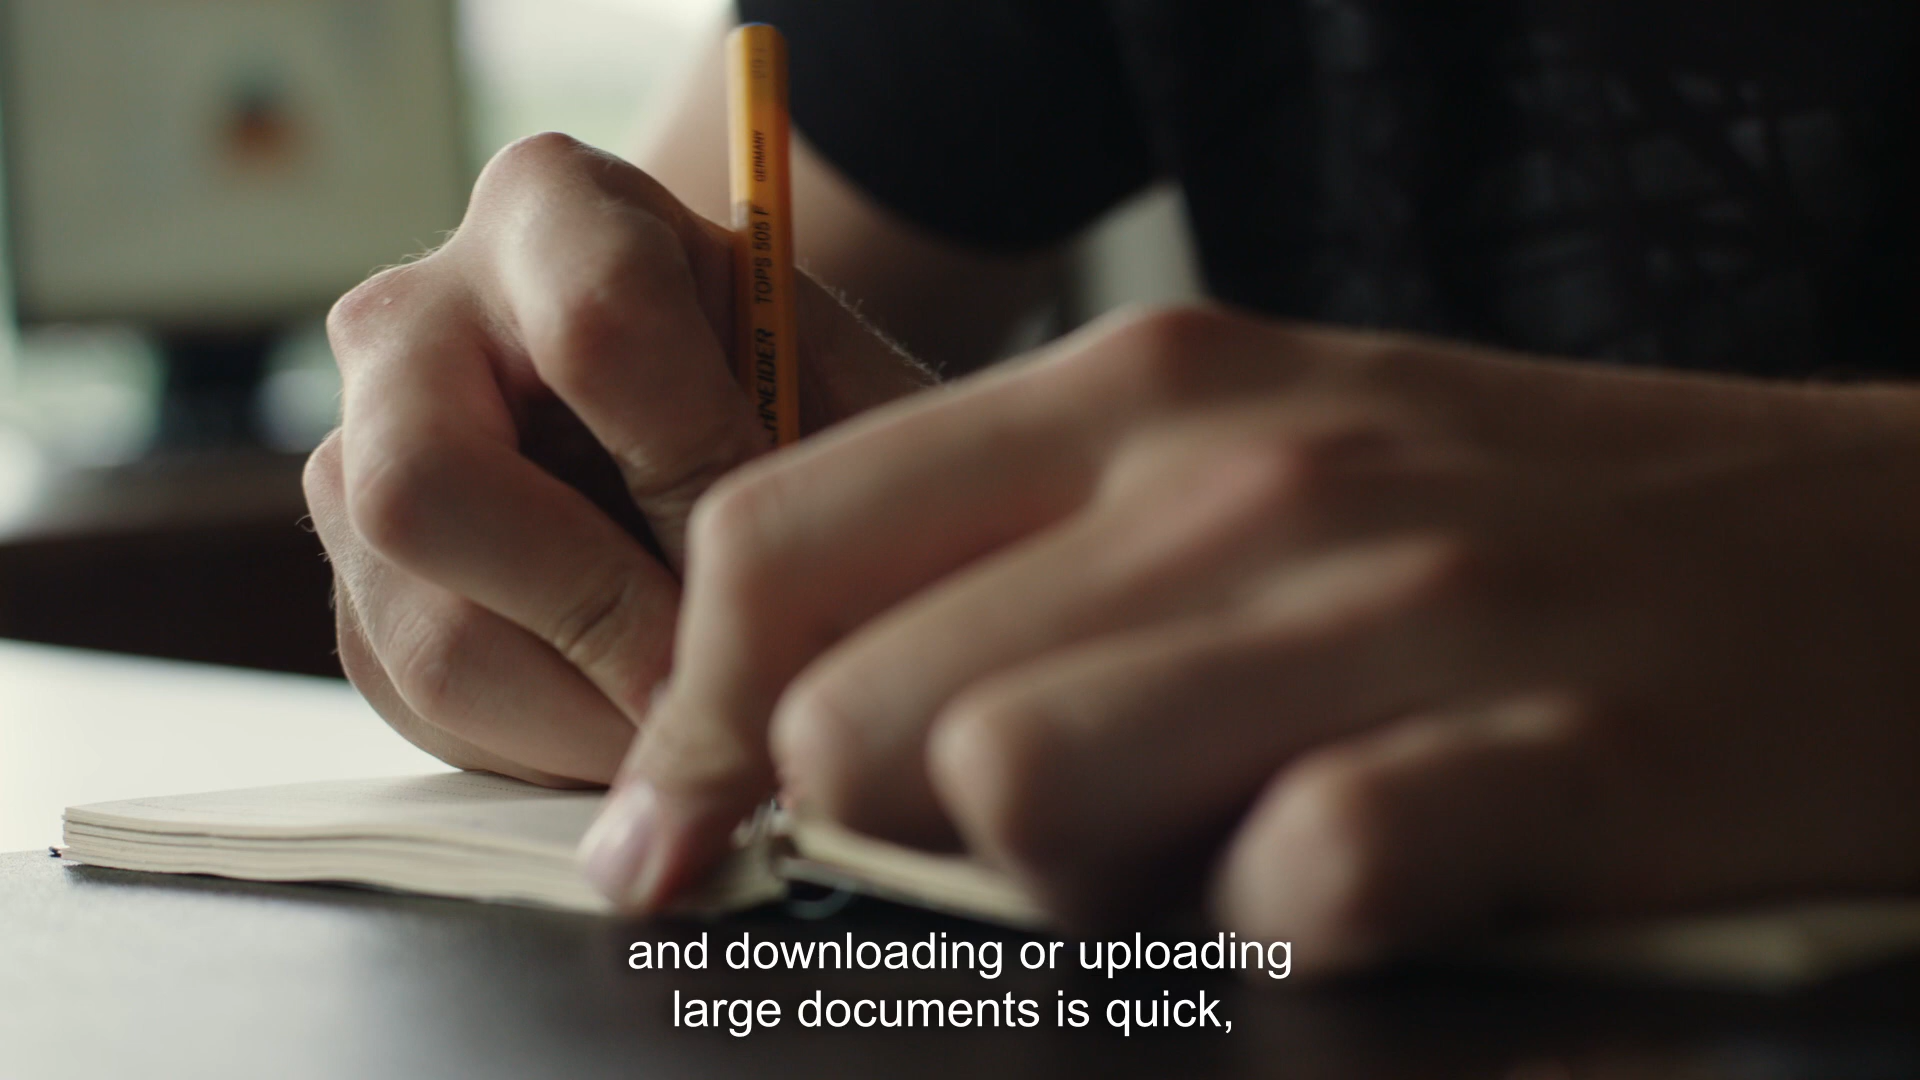 GERMANY
TOPS 505 F
and downloading or uploading
large documents is quick,